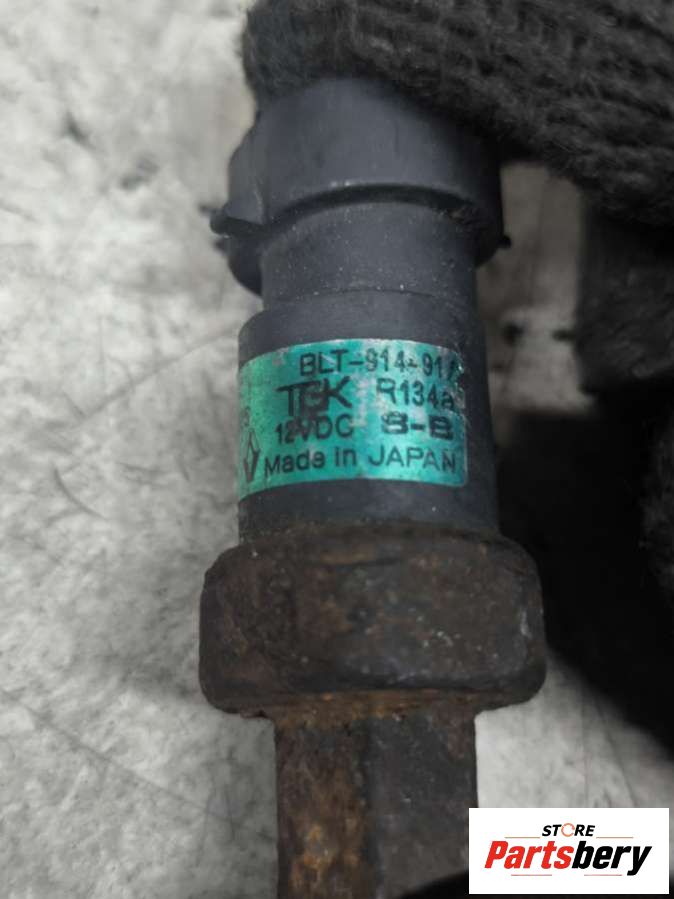 BLT-914-91
TGK R134a
12VDC 8-B
Made in JAPAN
STORE
Partsbery